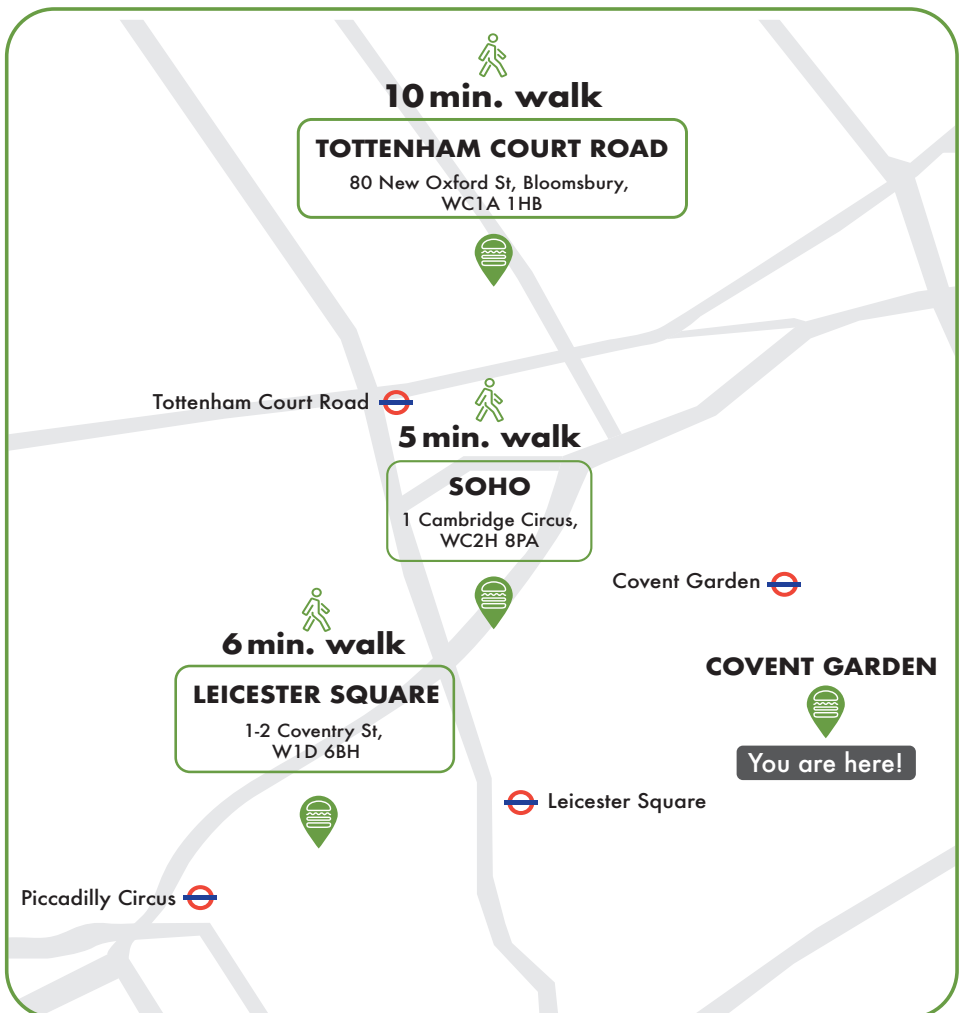 10 min. walk
TOTTENHAM COURT ROAD
80 New Oxford St, Bloomsbury,
WC1A 1HB
Tottenham Court Road
5 min. walk
SOHO
1 Cambridge Circus,
WC2H 8PA
Covent Garden
6 min. walk
LEICESTER SQUARE
1-2 Coventry St,
W1D 6BH
COVENT GARDEN
You are here!
Leicester Square
Piccadilly Circus